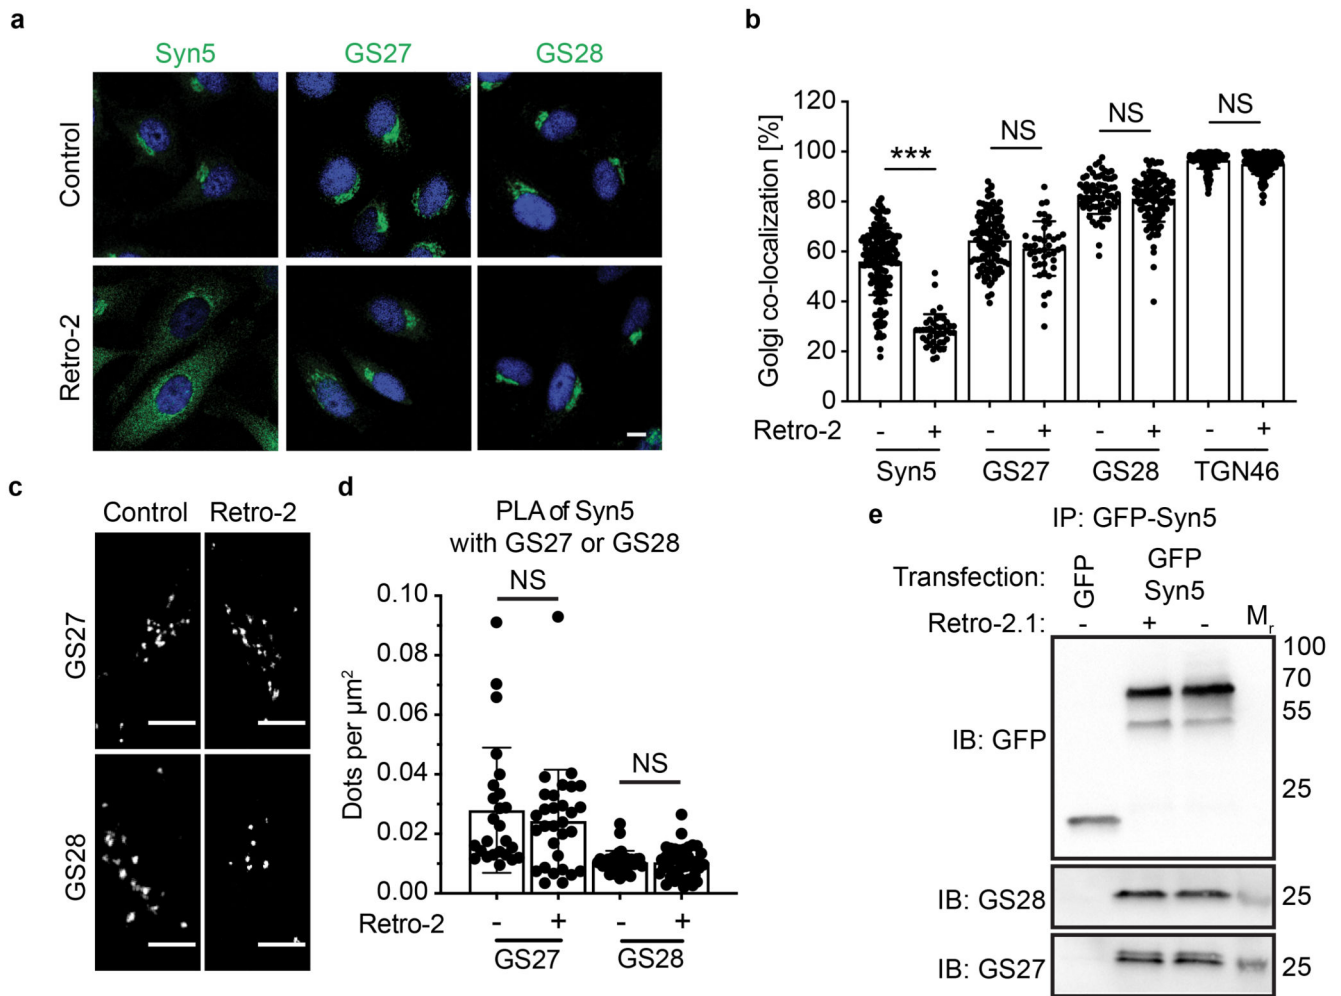 a
Syn5
GS27
GS28
Control
Retro-2
b
Golgi co-localization [%]
120
100
80
60
40
20
0
***
NS
NS
NS
Retro-2
- + - + - + - +
Syn5 GS27 GS28 TGN46
c
Control Retro-2
GS27
GS28
d
PLA of Syn5
with GS27 or GS28
Dots per µm²
0.10
0.08
0.06
0.04
0.02
0.00
NS
NS
Retro-2 - + - +
GS27 GS28
e
IP: GFP-Syn5
Transfection: GFP GFP
Syn5
Retro-2.1: - + - Mᵣ
100
70
55
25
IB: GFP
IB: GS28 25
IB: GS27 25